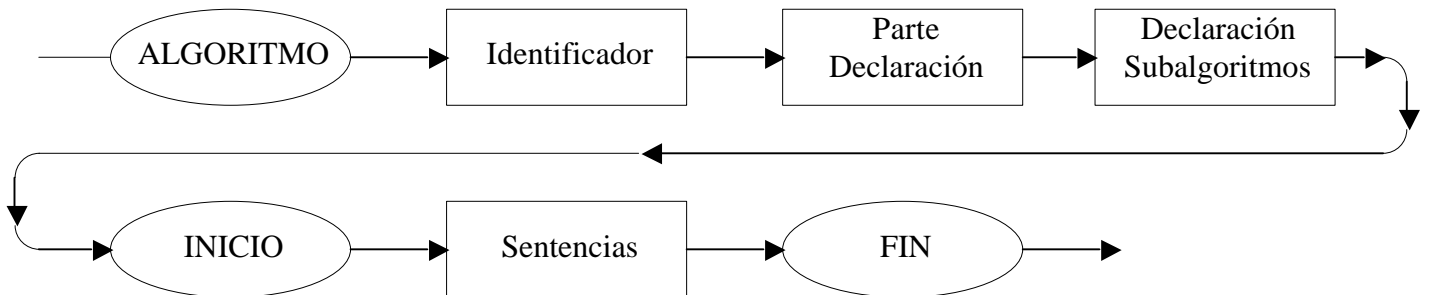 ALGORITMO
Identificador
Parte
Declaración
Declaración
Subalgoritmos
INICIO
Sentencias
FIN